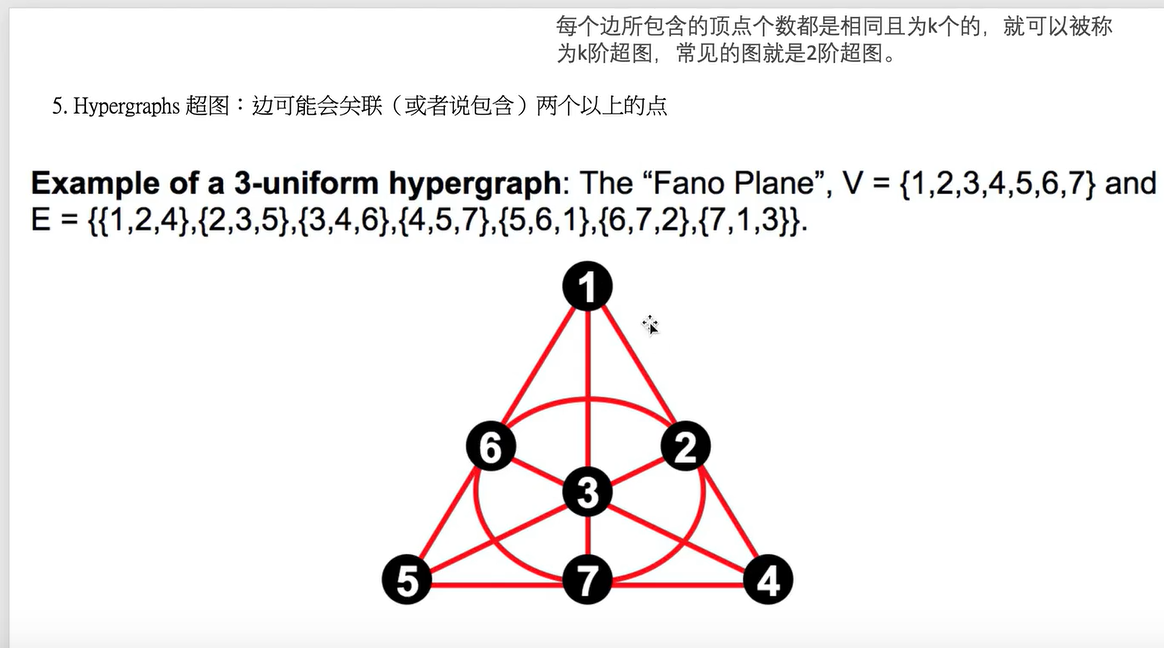 每个边所包含的顶点个数都是相同且为k个的，就可以被称
为k阶超图，常见的图就是2阶超图。
5. Hypergraphs 超图：边可能会关联（或者说包含）两个以上的点
Example of a 3-uniform hypergraph: The “Fano Plane”, V = {1,2,3,4,5,6,7} and
E = {{1,2,4},{2,3,5},{3,4,6},{4,5,7},{5,6,1},{6,7,2},{7,1,3}}.
1
6
2
3
5
7
4